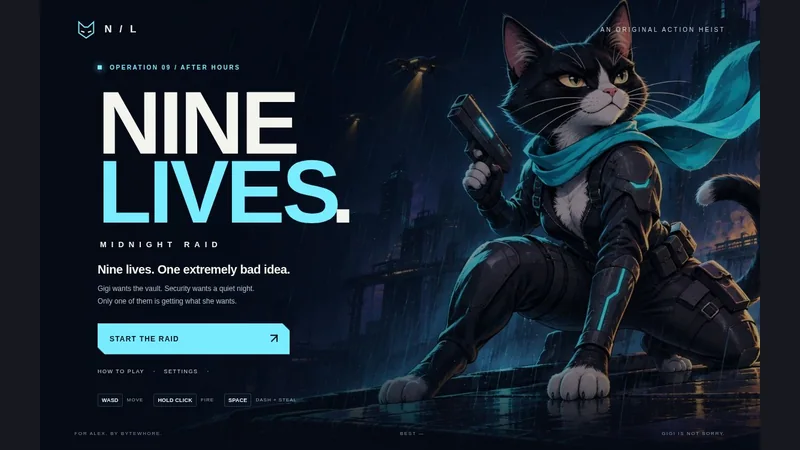 N / L
AN ORIGINAL ACTION HEIST
OPERATION 09 / AFTER HOURS
NINE
LIVES.
MIDNIGHT RAID
Nine lives. One extremely bad idea.
Gigi wants the vault. Security wants a quiet night.
Only one of them is getting what she wants.
START THE RAID
HOW TO PLAY · SETTINGS ·
WASD MOVE HOLD CLICK FIRE SPACE DASH + STEAL
FOR ALEX. BY BYTEWHORE. BEST — GIGI IS NOT SORRY.